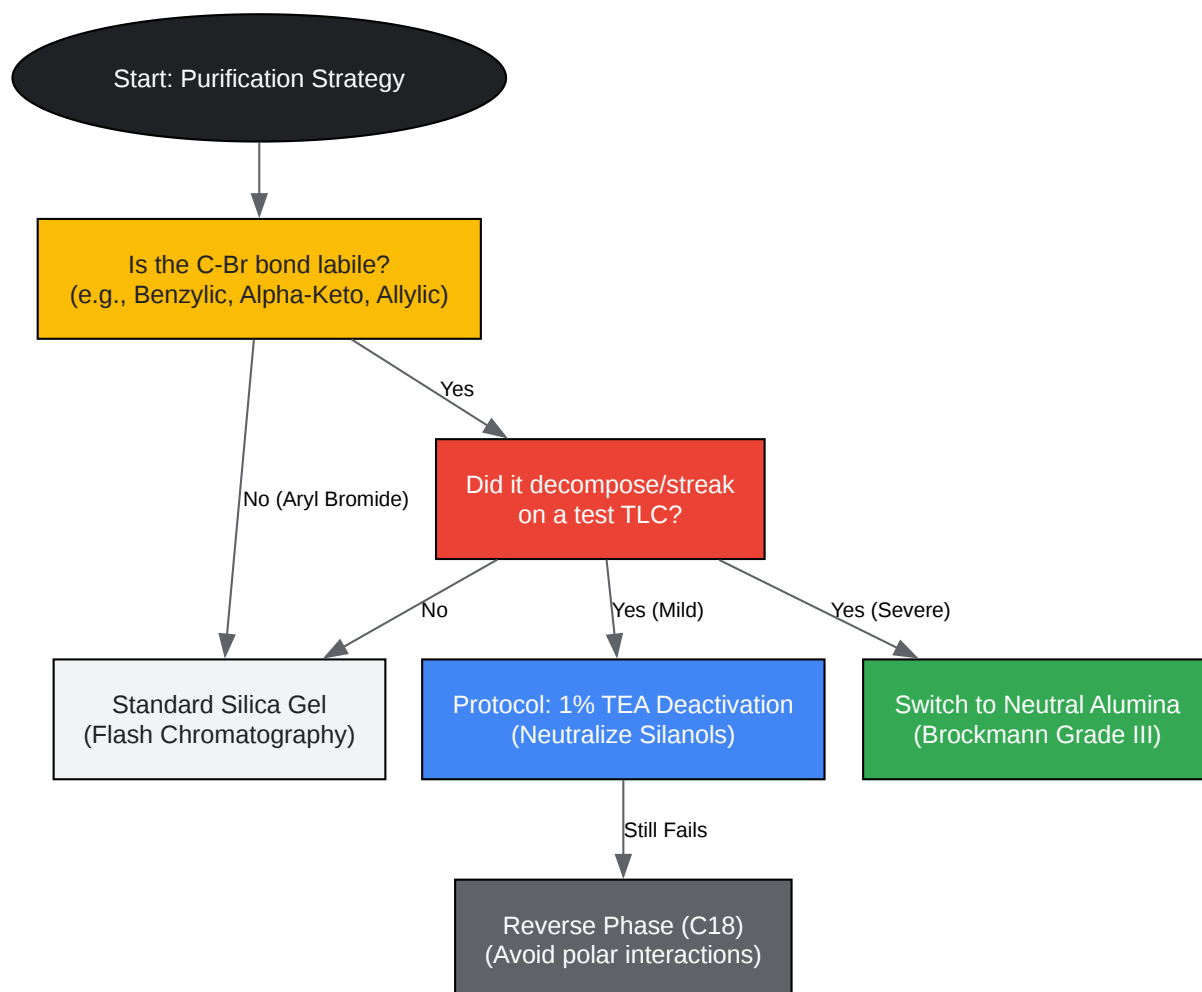 Start: Purification Strategy
Is the C-Br bond labile?
(e.g., Benzylic, Alpha-Keto, Allylic)
Yes
Did it decompose/streak
on a test TLC?
No (Aryl Bromide)
No
Yes (Mild)
Yes (Severe)
Standard Silica Gel
(Flash Chromatography)
Protocol: 1% TEA Deactivation
(Neutralize Silanols)
Switch to Neutral Alumina
(Brockmann Grade III)
Still Fails
Reverse Phase (C18)
(Avoid polar interactions)